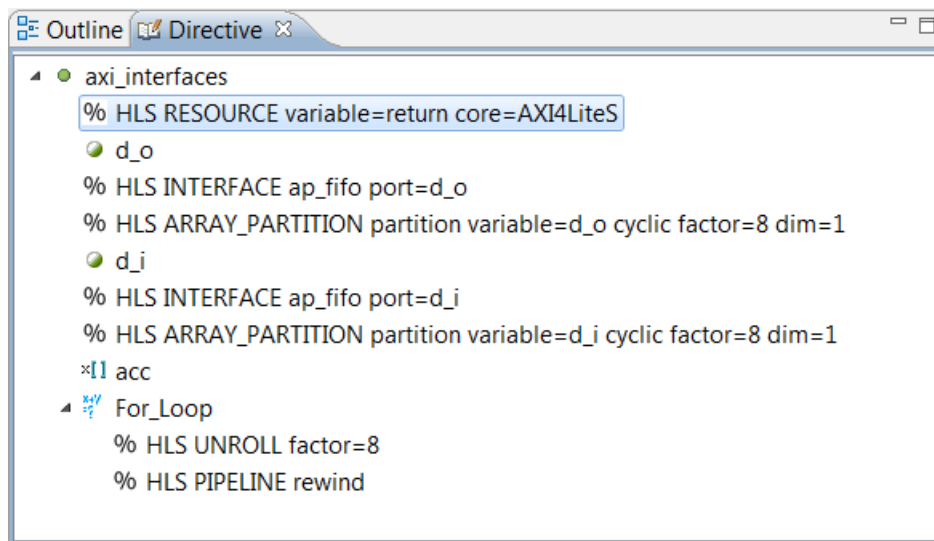 Outline Directive
axi_interfaces
% HLS RESOURCE variable=return core=AXI4LiteS
d_o
% HLS INTERFACE ap_fifo port=d_o
% HLS ARRAY_PARTITION partition variable=d_o cyclic factor=8 dim=1
d_i
% HLS INTERFACE ap_fifo port=d_i
% HLS ARRAY_PARTITION partition variable=d_i cyclic factor=8 dim=1
x[] acc
For_Loop
% HLS UNROLL factor=8
% HLS PIPELINE rewind